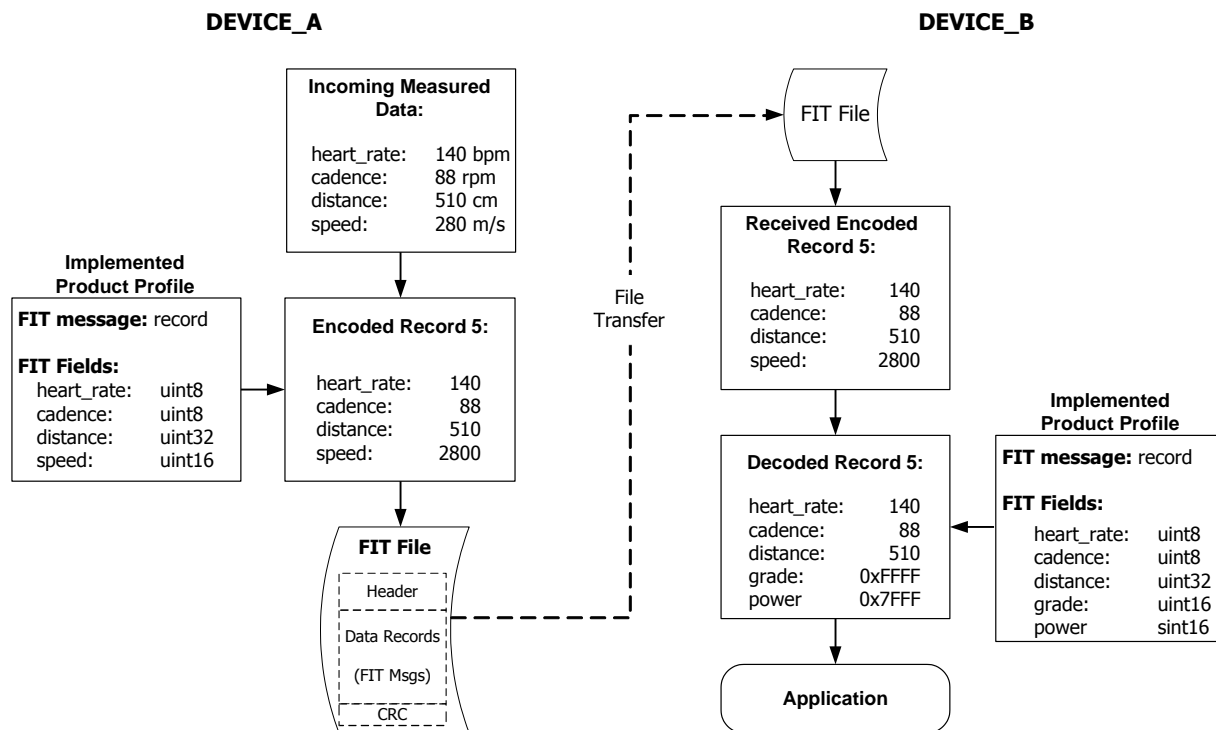 DEVICE_A
Incoming Measured
Data:
heart_rate: 140 bpm
cadence: 88 rpm
distance: 510 cm
speed: 280 m/s
Implemented
Product Profile
FIT message: record
FIT Fields:
heart_rate: uint8
cadence: uint8
distance: uint32
speed: uint16
Encoded Record 5:
heart_rate: 140
cadence: 88
distance: 510
speed: 2800
FIT File
Header
Data Records
(FIT Msgs)
CRC
File
Transfer
DEVICE_B
FIT File
Received Encoded
Record 5:
heart_rate: 140
cadence: 88
distance: 510
speed: 2800
Decoded Record 5:
heart_rate: 140
cadence: 88
distance: 510
grade: 0xFFFF
power 0x7FFF
Implemented
Product Profile
FIT message: record
FIT Fields:
heart_rate: uint8
cadence: uint8
distance: uint32
grade: uint16
power sint16
Application